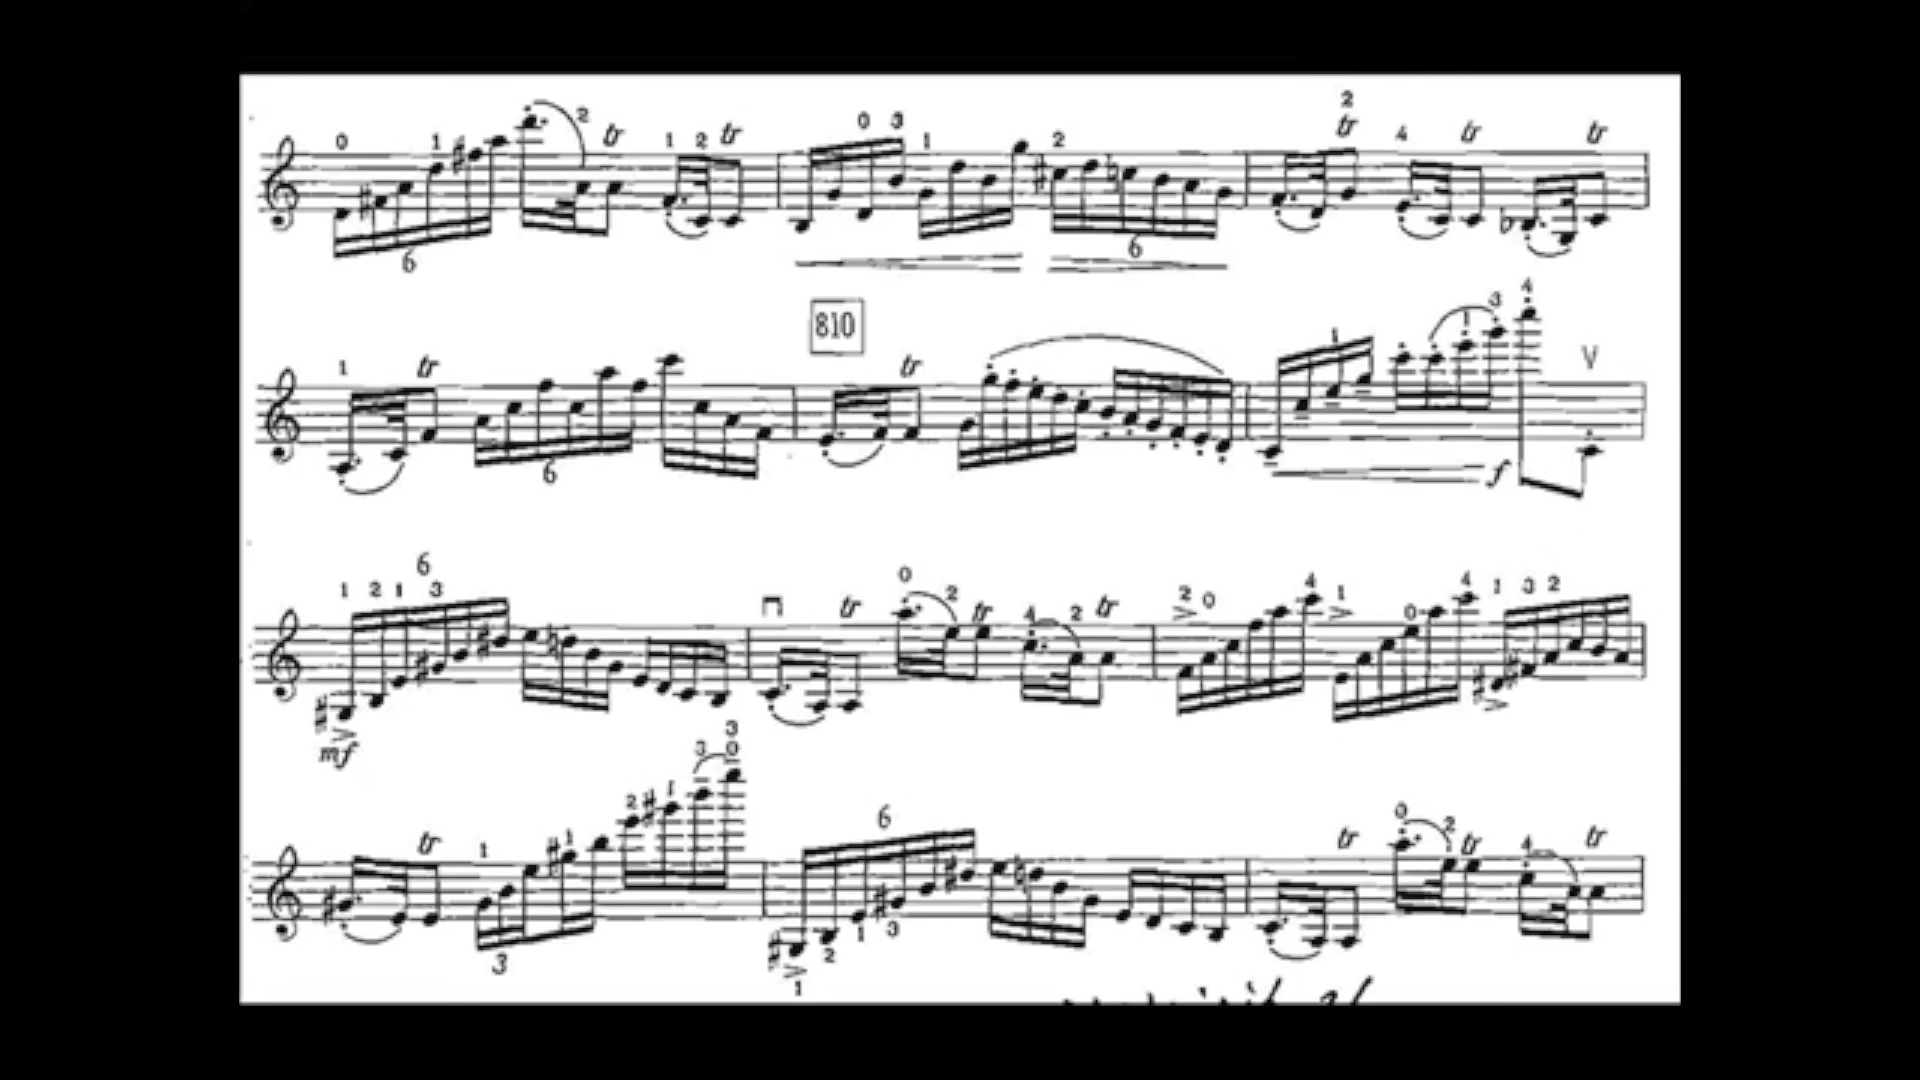 0 1 2 tr 1 2 tr 0 3 1 2 2 tr 4 tr tr
6 6
810
1 tr tr 1 3 4 V
6 f
6
1 2 1 3 tr 0 2 tr 4 2 tr 2 0 4 1 0 4 1 3 2
mf
3
3 0
tr 1 1 2 1 6 tr 0 2 tr 4 tr
3 2 1 3
1